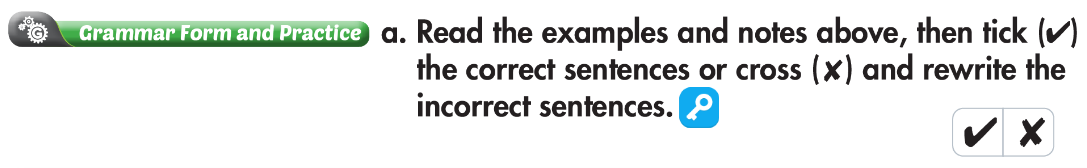 G Grammar Form and Practice a. Read the examples and notes above, then tick (✔)
the correct sentences or cross (✘) and rewrite the
incorrect sentences.
✔ ✘